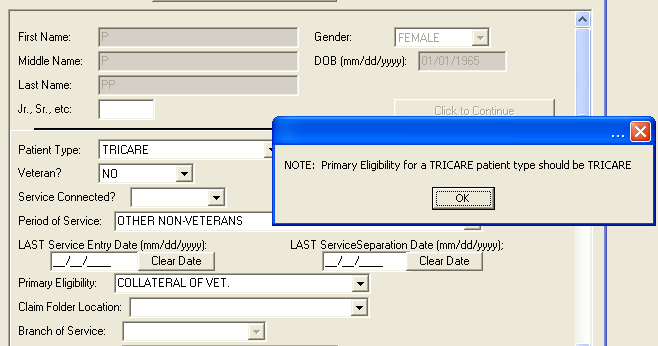 First Name: P Gender: FEMALE
Middle Name: P DOB (mm/dd/yyyy): 01/01/1965
Last Name: PP
Jr., Sr., etc: Click to Continue
...
Patient Type: TRICARE
NOTE: Primary Eligibility for a TRICARE patient type should be TRICARE
Veteran? NO
OK
Service Connected?
Period of Service: OTHER NON-VETERANS
LAST Service Entry Date (mm/dd/yyyy): LAST ServiceSeparation Date (mm/dd/yyyy);
__/__/____ Clear Date __/__/____ Clear Date
Primary Eligibility: COLLATERAL OF VET.
Claim Folder Location:
Branch of Service: